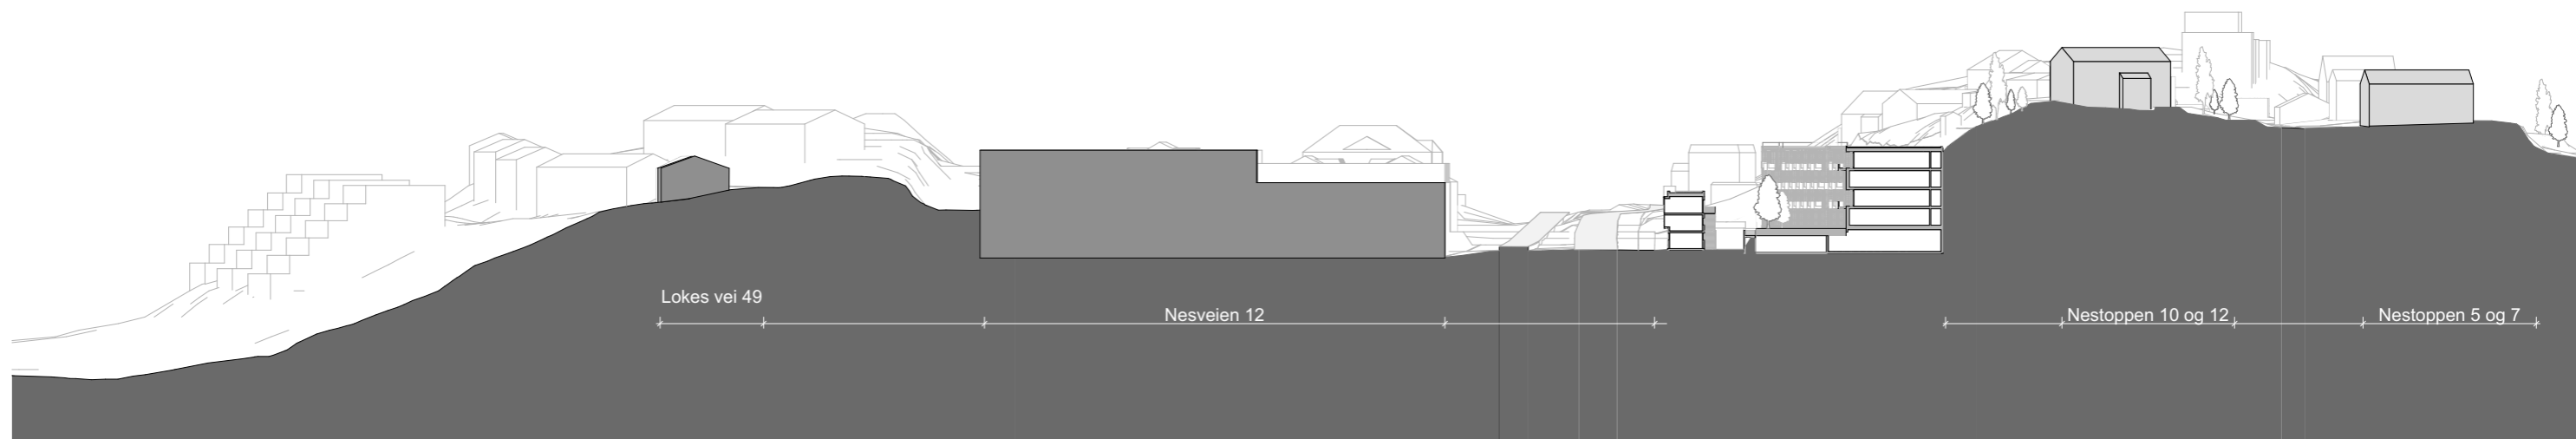 Lokes vei 49
Nesveien 12
Nestoppen 10 og 12
Nestoppen 5 og 7